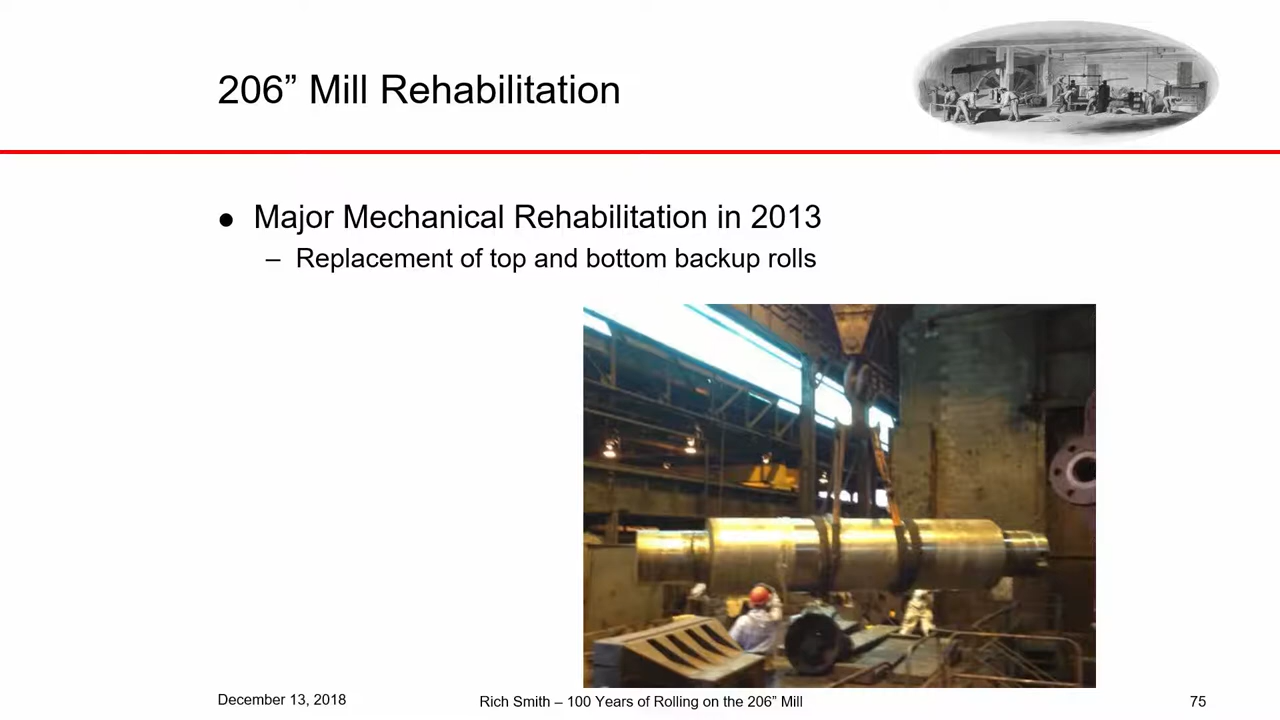 206” Mill Rehabilitation
● Major Mechanical Rehabilitation in 2013
– Replacement of top and bottom backup rolls
December 13, 2018
Rich Smith – 100 Years of Rolling on the 206” Mill
75